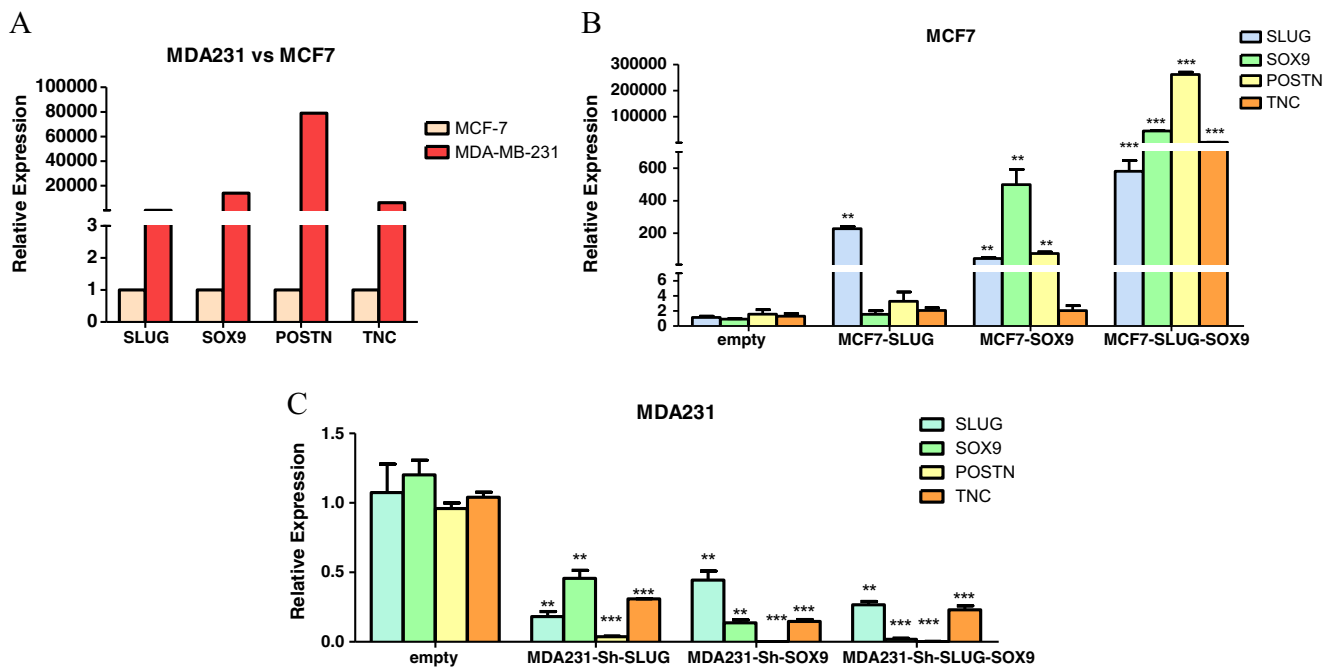 A
MDA231 vs MCF7
Relative Expression
100000
80000
60000
40000
20000
3
2
1
0
SLUG SOX9 POSTN TNC
MCF-7
MDA-MB-231
B
MCF7
Relative Expression
300000
200000
100000
600
400
200
6
4
2
0
** ** ** ** *** *** *** ***
empty MCF7-SLUG MCF7-SOX9 MCF7-SLUG-SOX9
SLUG
SOX9
POSTN
TNC
C
MDA231
Relative Expression
1.5
1.0
0.5
0.0
** ** *** *** ** ** *** *** ** *** *** ***
empty MDA231-Sh-SLUG MDA231-Sh-SOX9 MDA231-Sh-SLUG-SOX9
SLUG
SOX9
POSTN
TNC